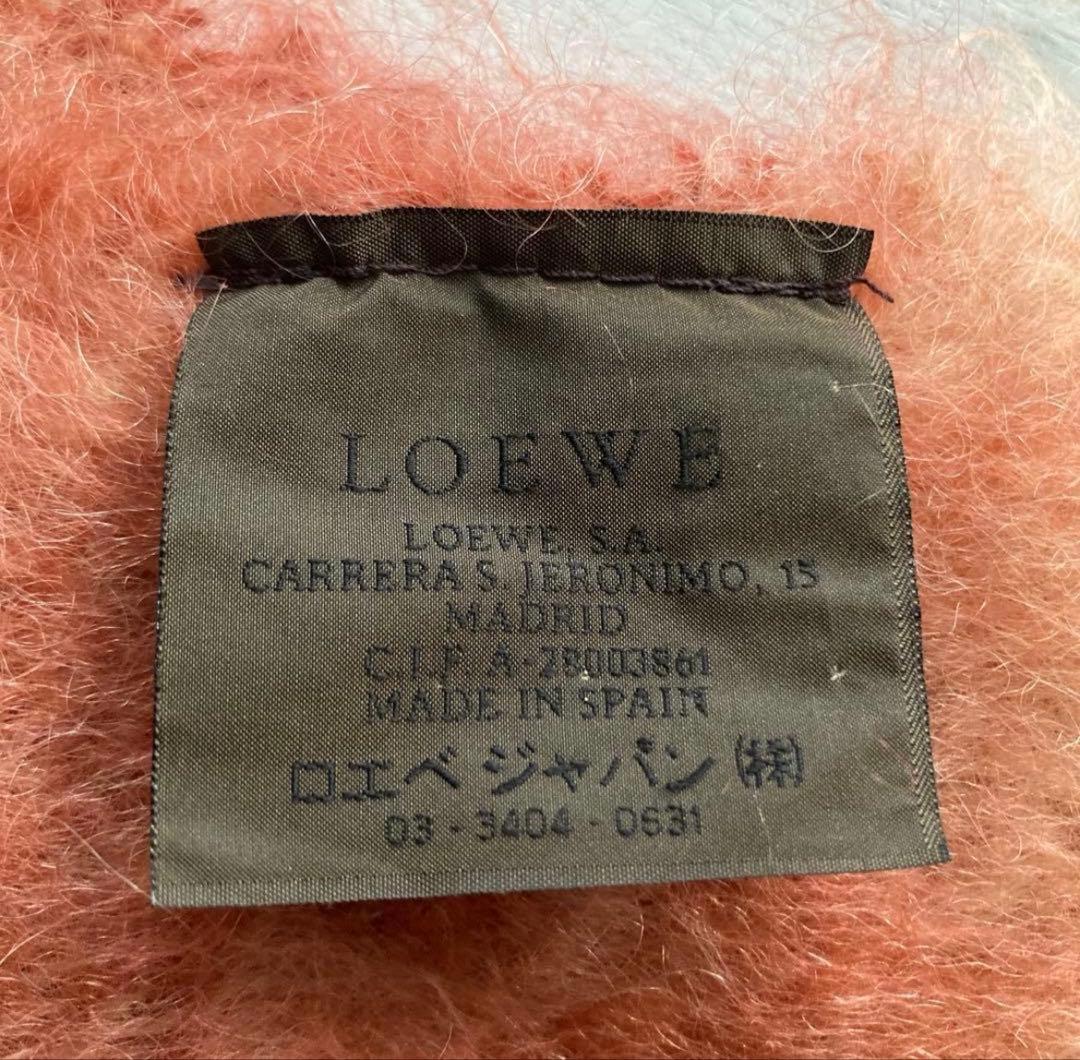 LOEWE
LOEWE, S.A.
CARRERA S. JERONIMO, 15
MADRID
C.I.F. A-28003861
MADE IN SPAIN
ロエベ ジャパン ㈱
03-3404-0631